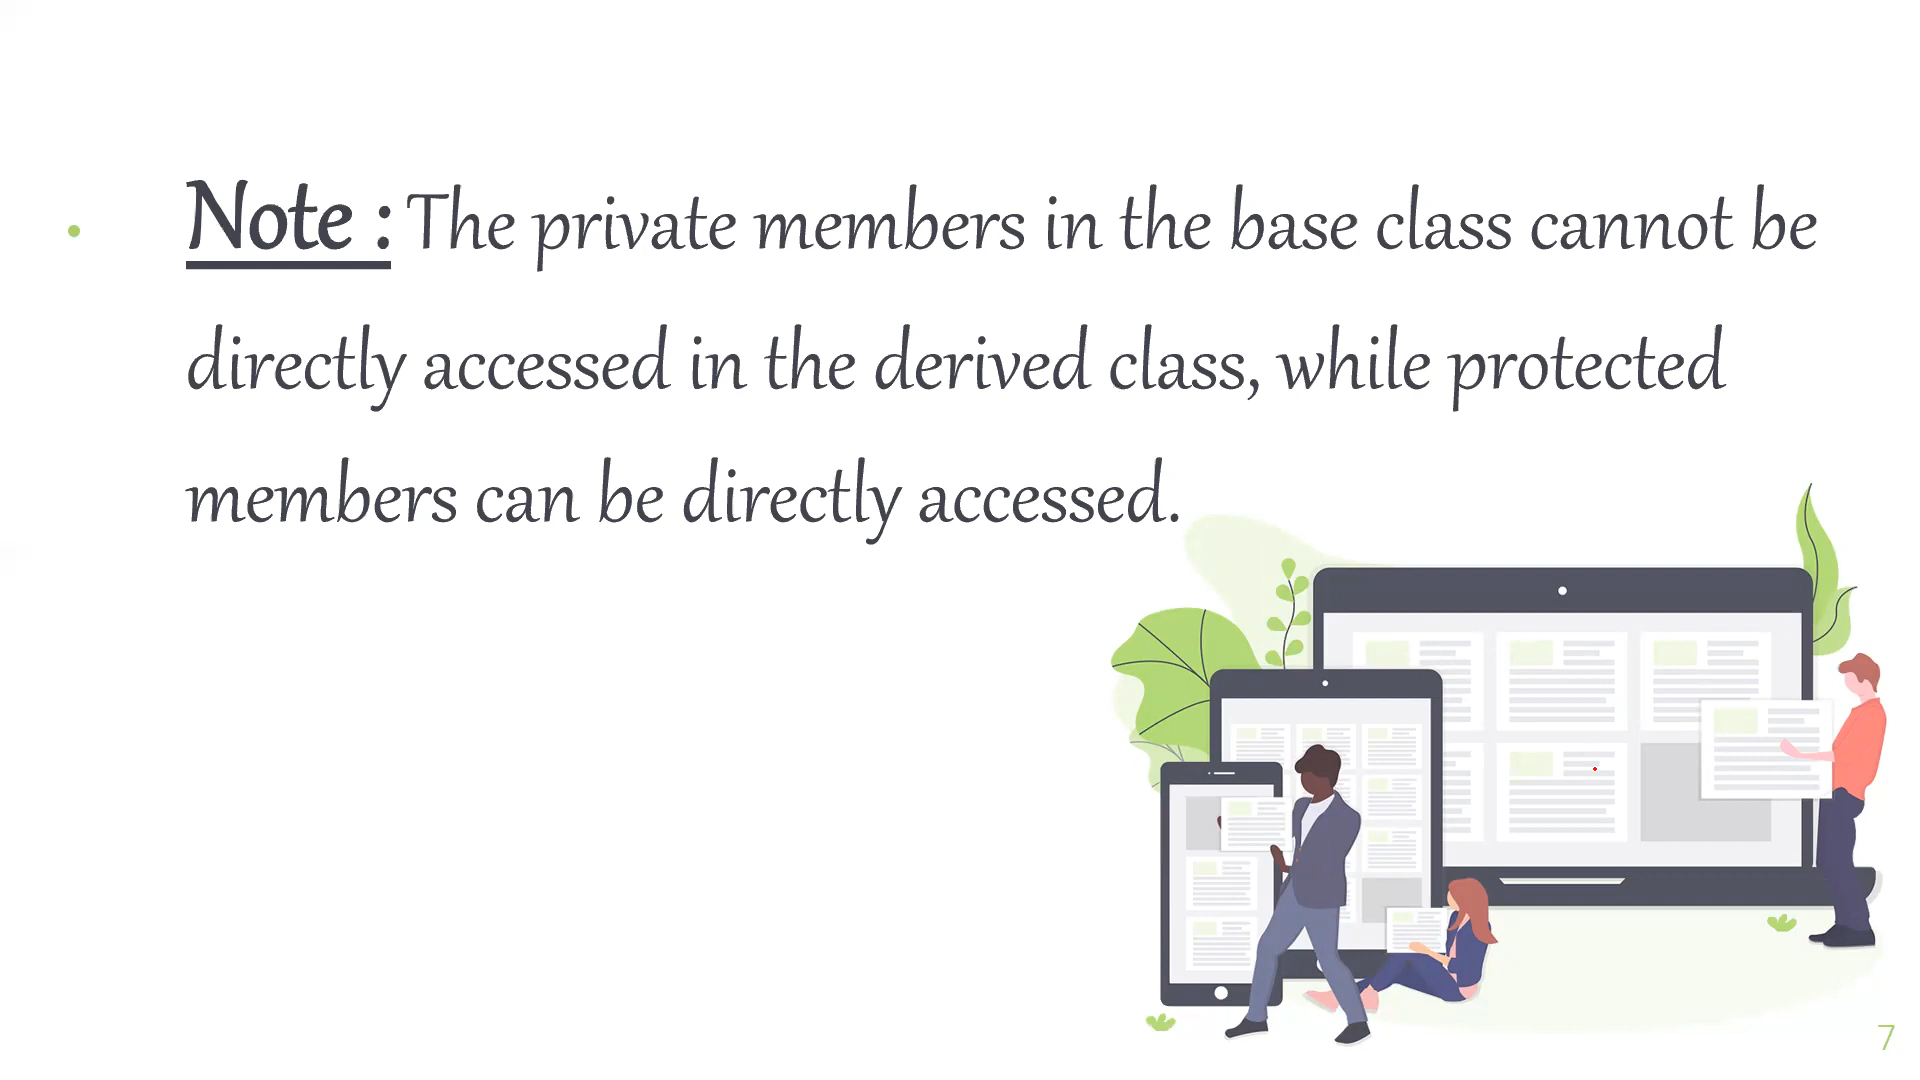 Note : The private members in the base class cannot be
directly accessed in the derived class, while protected
members can be directly accessed.
7